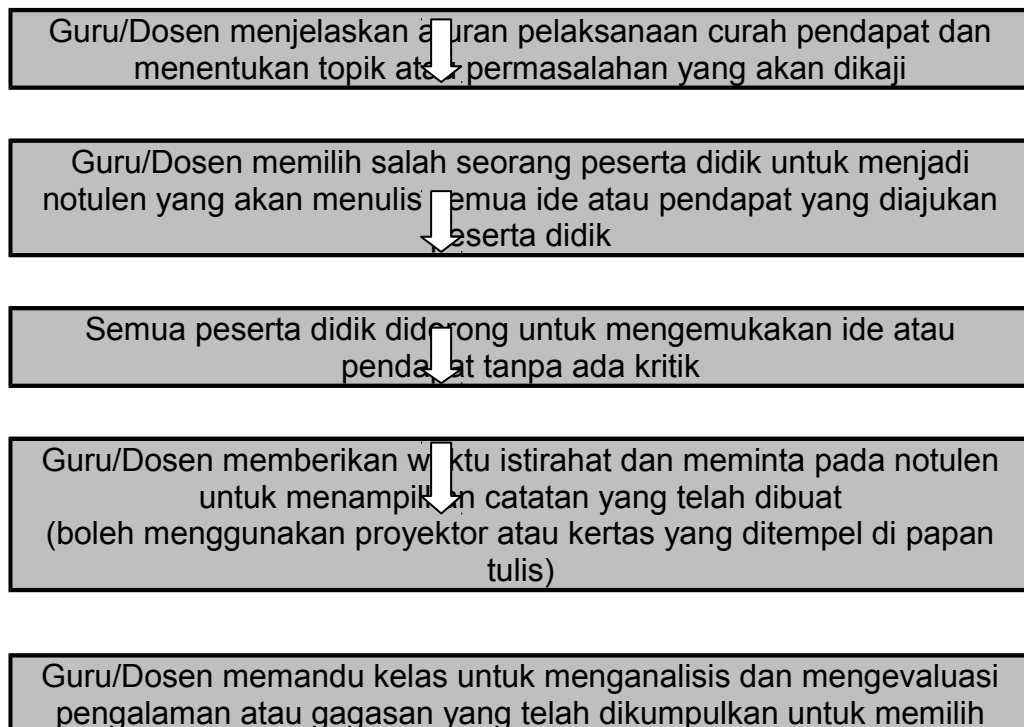 Guru/Dosen menjelaskan aturan pelaksanaan curah pendapat dan
menentukan topik atau permasalahan yang akan dikaji
Guru/Dosen memilih salah seorang peserta didik untuk menjadi
notulen yang akan menulis semua ide atau pendapat yang diajukan
peserta didik
Semua peserta didik didorong untuk mengemukakan ide atau
pendapat tanpa ada kritik
Guru/Dosen memberikan waktu istirahat dan meminta pada notulen
untuk menampilkan catatan yang telah dibuat
(boleh menggunakan proyektor atau kertas yang ditempel di papan
tulis)
Guru/Dosen memandu kelas untuk menganalisis dan mengevaluasi
pengalaman atau gagasan yang telah dikumpulkan untuk memilih